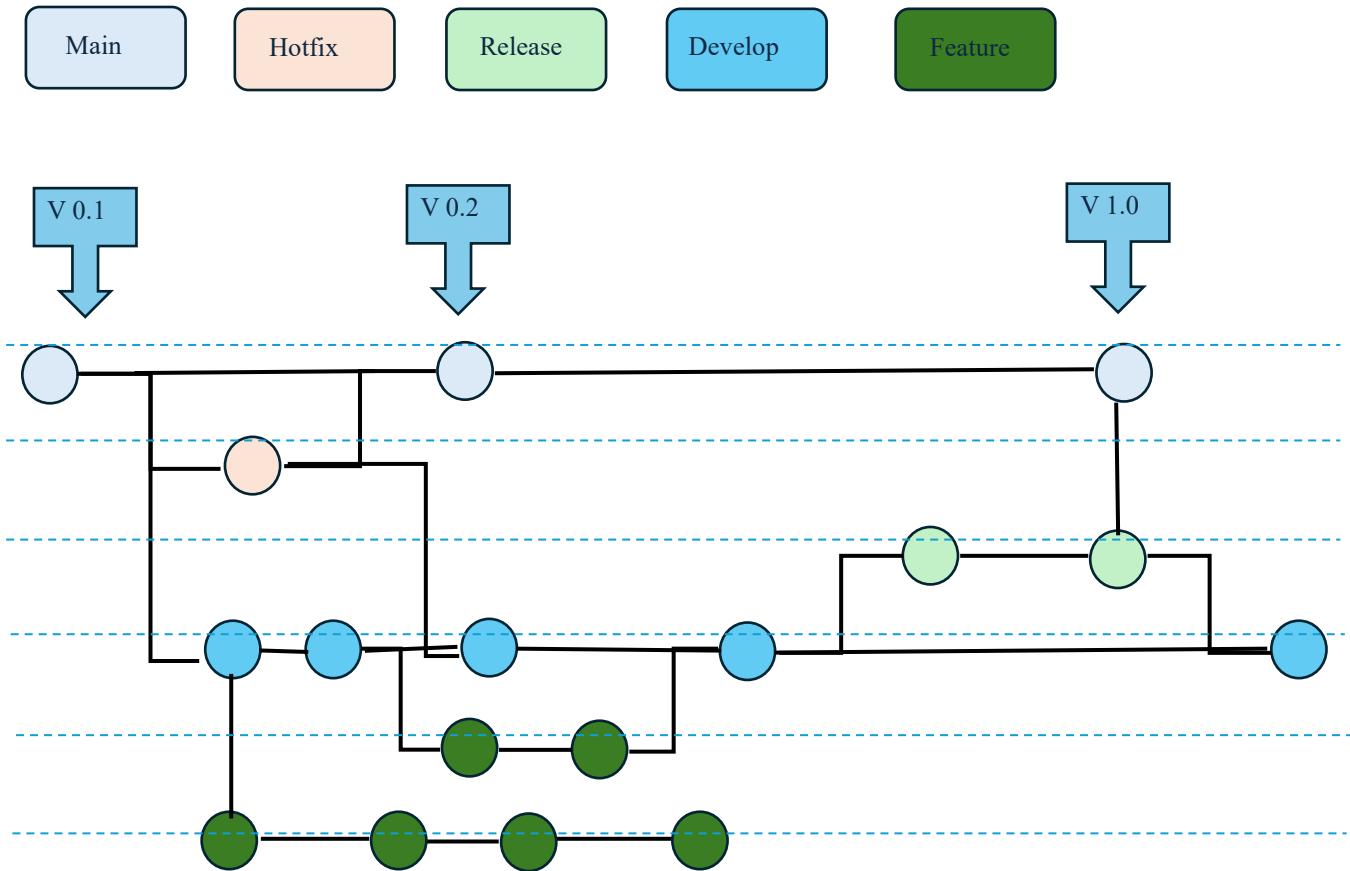 Main
Hotfix
Release
Develop
Feature
V 0.1
V 0.2
V 1.0